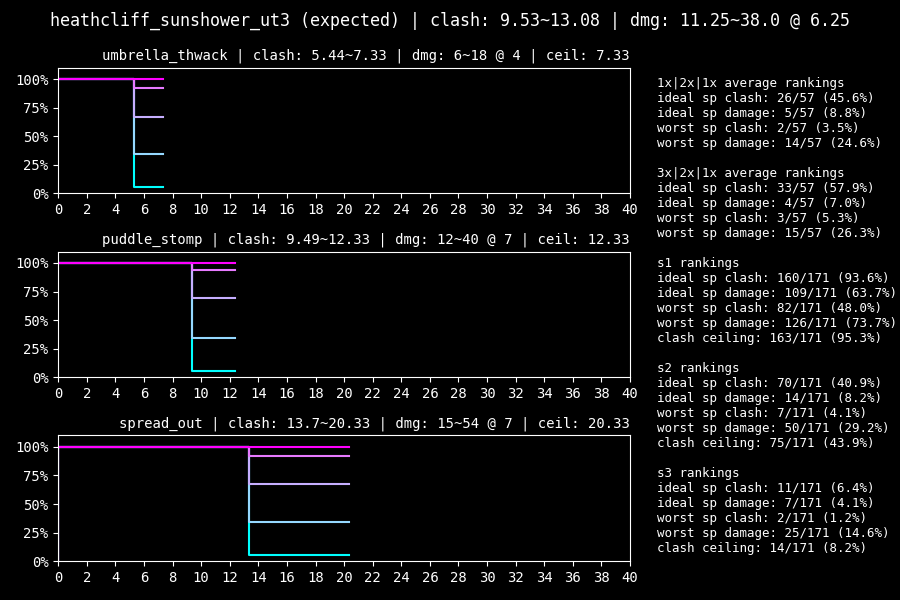 heathcliff_sunshower_ut3 (expected) | clash: 9.53~13.08 | dmg: 11.25~38.0 @ 6.25
umbrella_thwack | clash: 5.44~7.33 | dmg: 6~18 @ 4 | ceil: 7.33
100%
75%
50%
25%
0%
0 2 4 6 8 10 12 14 16 18 20 22 24 26 28 30 32 34 36 38 40
puddle_stomp | clash: 9.49~12.33 | dmg: 12~40 @ 7 | ceil: 12.33
100%
75%
50%
25%
0%
0 2 4 6 8 10 12 14 16 18 20 22 24 26 28 30 32 34 36 38 40
spread_out | clash: 13.7~20.33 | dmg: 15~54 @ 7 | ceil: 20.33
100%
75%
50%
25%
0%
0 2 4 6 8 10 12 14 16 18 20 22 24 26 28 30 32 34 36 38 40
1x|2x|1x average rankings
ideal sp clash: 26/57 (45.6%)
ideal sp damage: 5/57 (8.8%)
worst sp clash: 2/57 (3.5%)
worst sp damage: 14/57 (24.6%)
3x|2x|1x average rankings
ideal sp clash: 33/57 (57.9%)
ideal sp damage: 4/57 (7.0%)
worst sp clash: 3/57 (5.3%)
worst sp damage: 15/57 (26.3%)
s1 rankings
ideal sp clash: 160/171 (93.6%)
ideal sp damage: 109/171 (63.7%)
worst sp clash: 82/171 (48.0%)
worst sp damage: 126/171 (73.7%)
clash ceiling: 163/171 (95.3%)
s2 rankings
ideal sp clash: 70/171 (40.9%)
ideal sp damage: 14/171 (8.2%)
worst sp clash: 7/171 (4.1%)
worst sp damage: 50/171 (29.2%)
clash ceiling: 75/171 (43.9%)
s3 rankings
ideal sp clash: 11/171 (6.4%)
ideal sp damage: 7/171 (4.1%)
worst sp clash: 2/171 (1.2%)
worst sp damage: 25/171 (14.6%)
clash ceiling: 14/171 (8.2%)